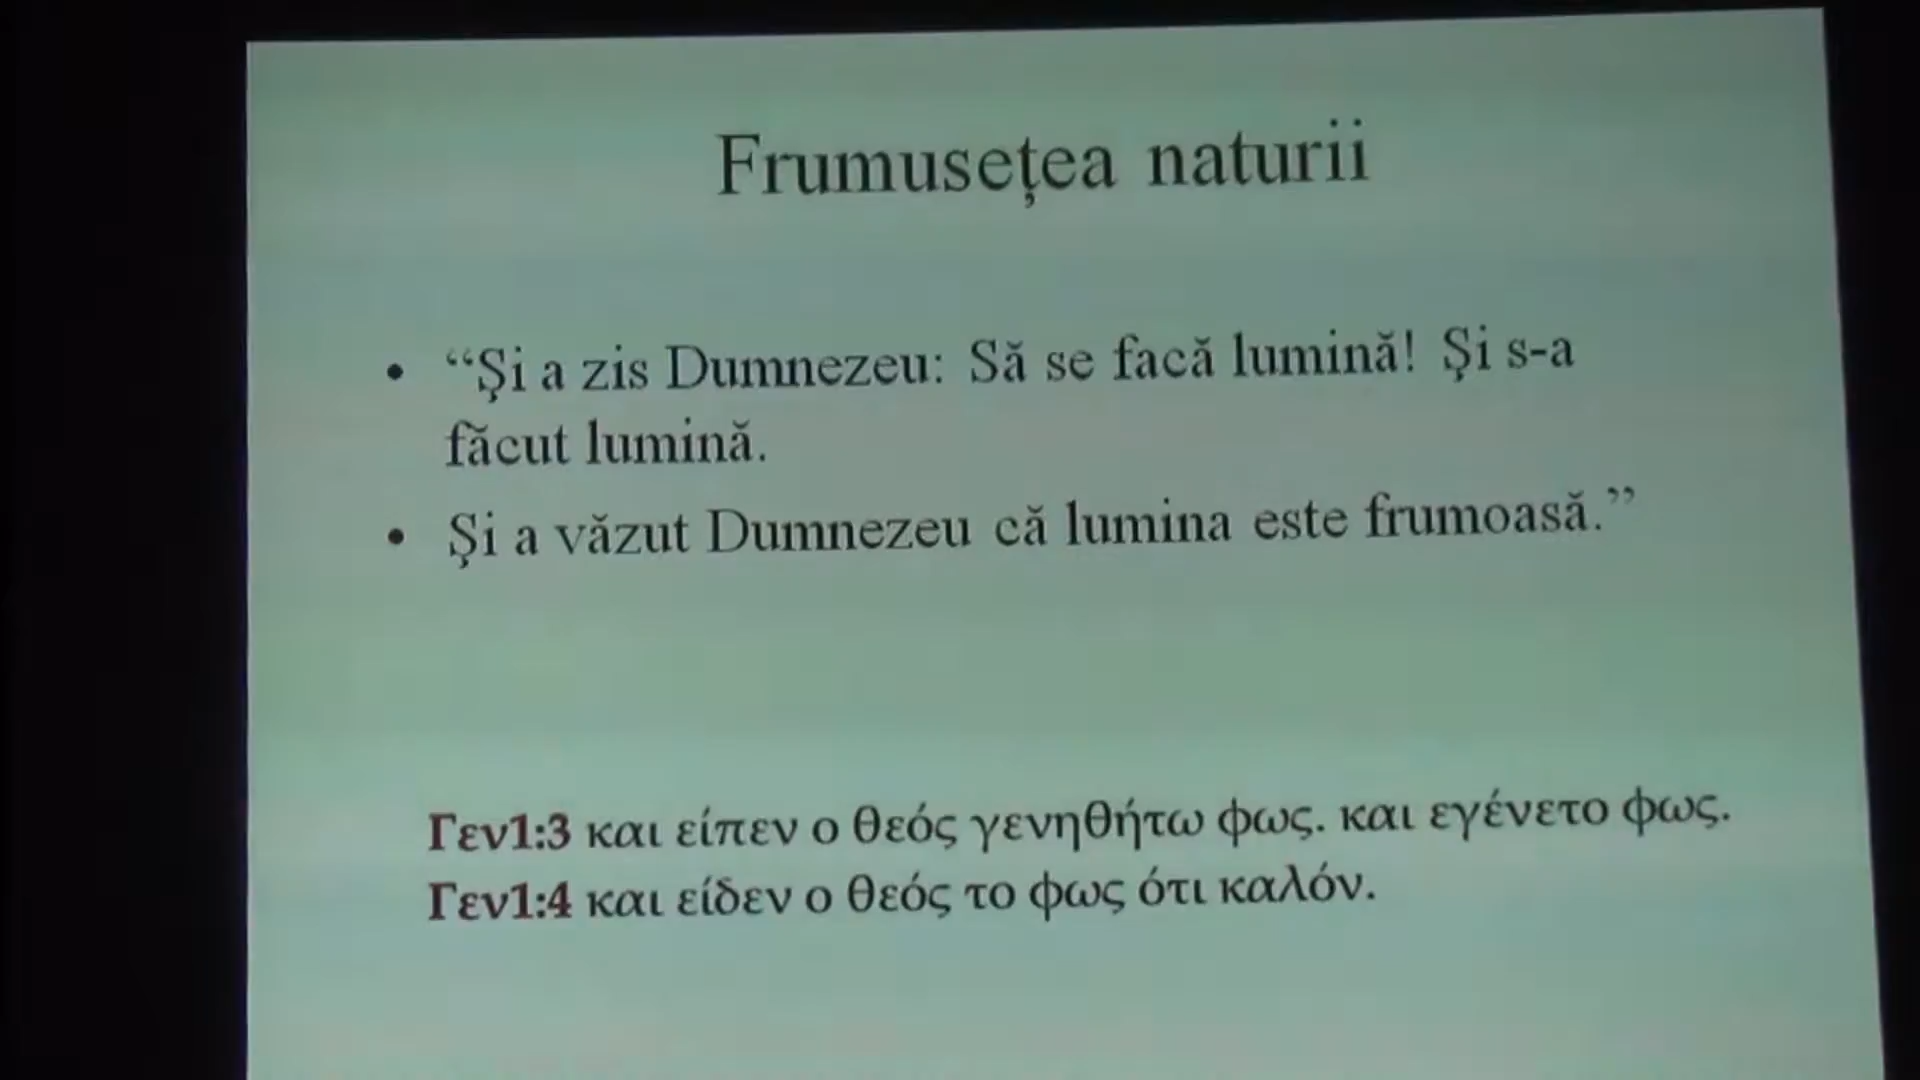 Frumusețea naturii
• “Şi a zis Dumnezeu: Să se facă lumină! Şi s-a
făcut lumină.
• Şi a văzut Dumnezeu că lumina este frumoasă.”
Γεν1:3 και είπεν ο θεός γενηθήτω φως. και εγένετο φως.
Γεν1:4 και είδεν ο θεός το φως ότι καλόν.